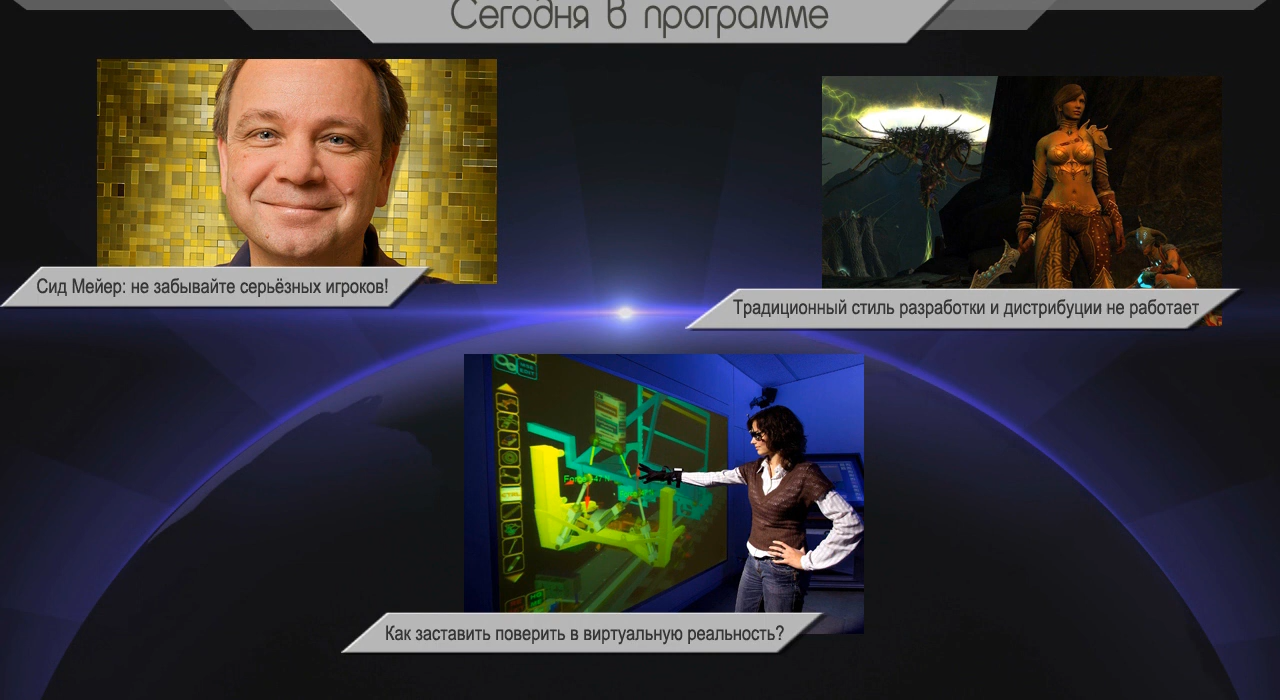 Сегодня в программе
Сид Мейер: не забывайте серьёзных игроков!
Традиционный стиль разработки и дистрибуции не работает
Как заставить поверить в виртуальную реальность?